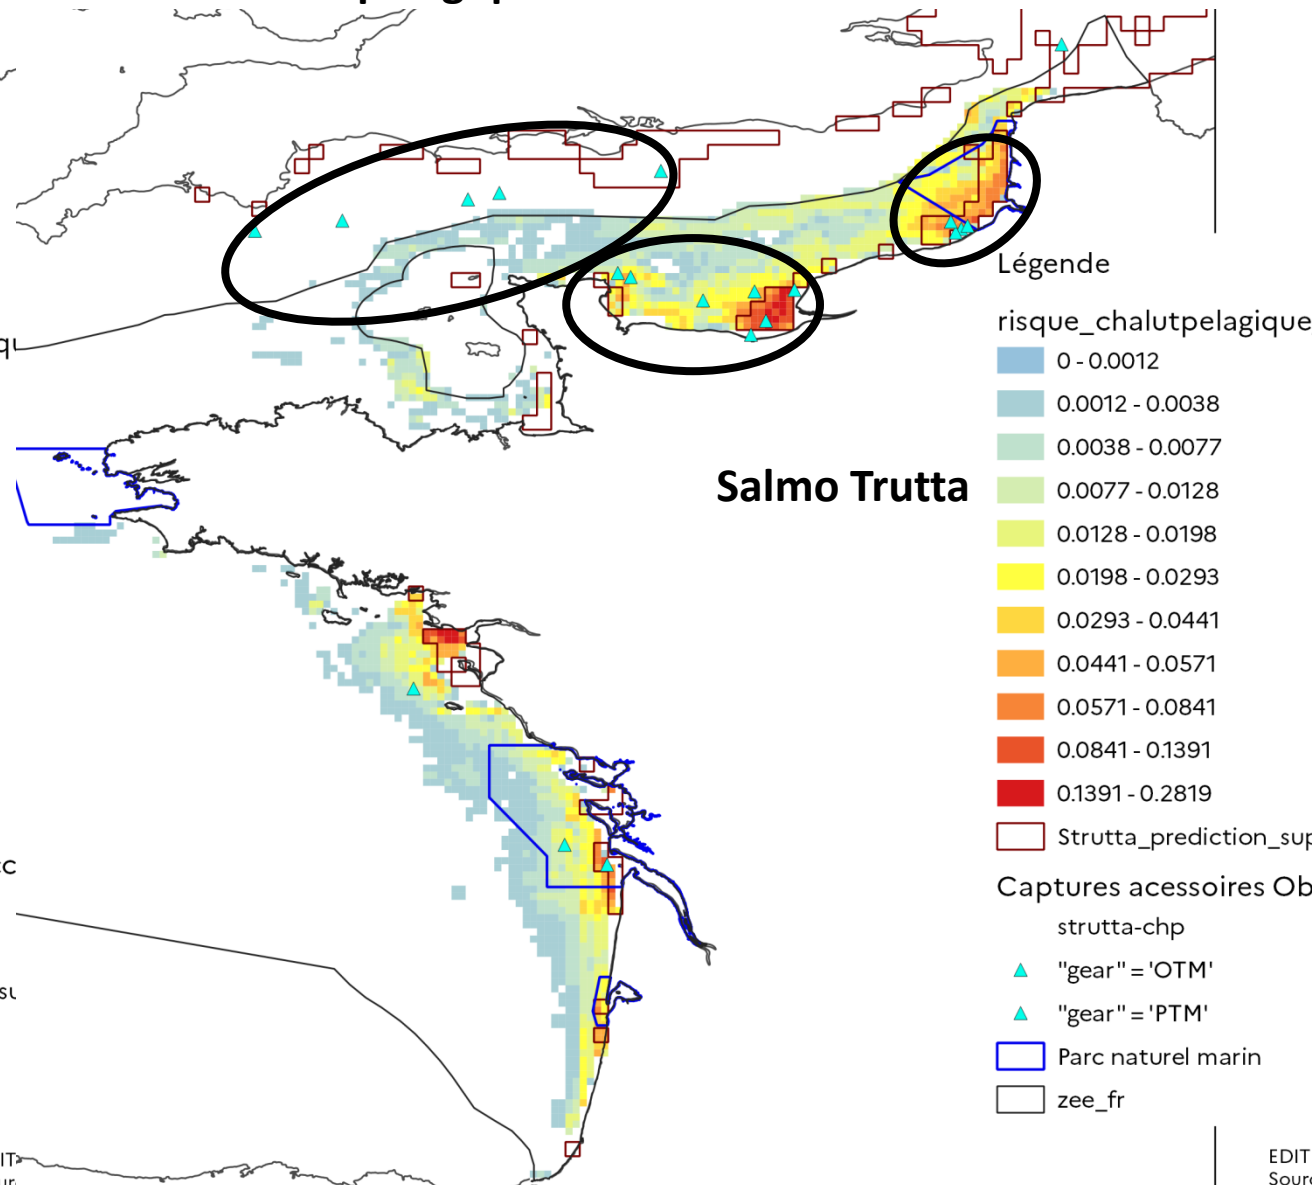 Salmo Trutta
Légende
risque_chalutpelagique
0 - 0.0012
0.0012 - 0.0038
0.0038 - 0.0077
0.0077 - 0.0128
0.0128 - 0.0198
0.0198 - 0.0293
0.0293 - 0.0441
0.0441 - 0.0571
0.0571 - 0.0841
0.0841 - 0.1391
0.1391 - 0.2819
Strutta_prediction_sup
Captures acessoires Ob
strutta-chp
"gear" = 'OTM'
"gear" = 'PTM'
Parc naturel marin
zee_fr
EDIT